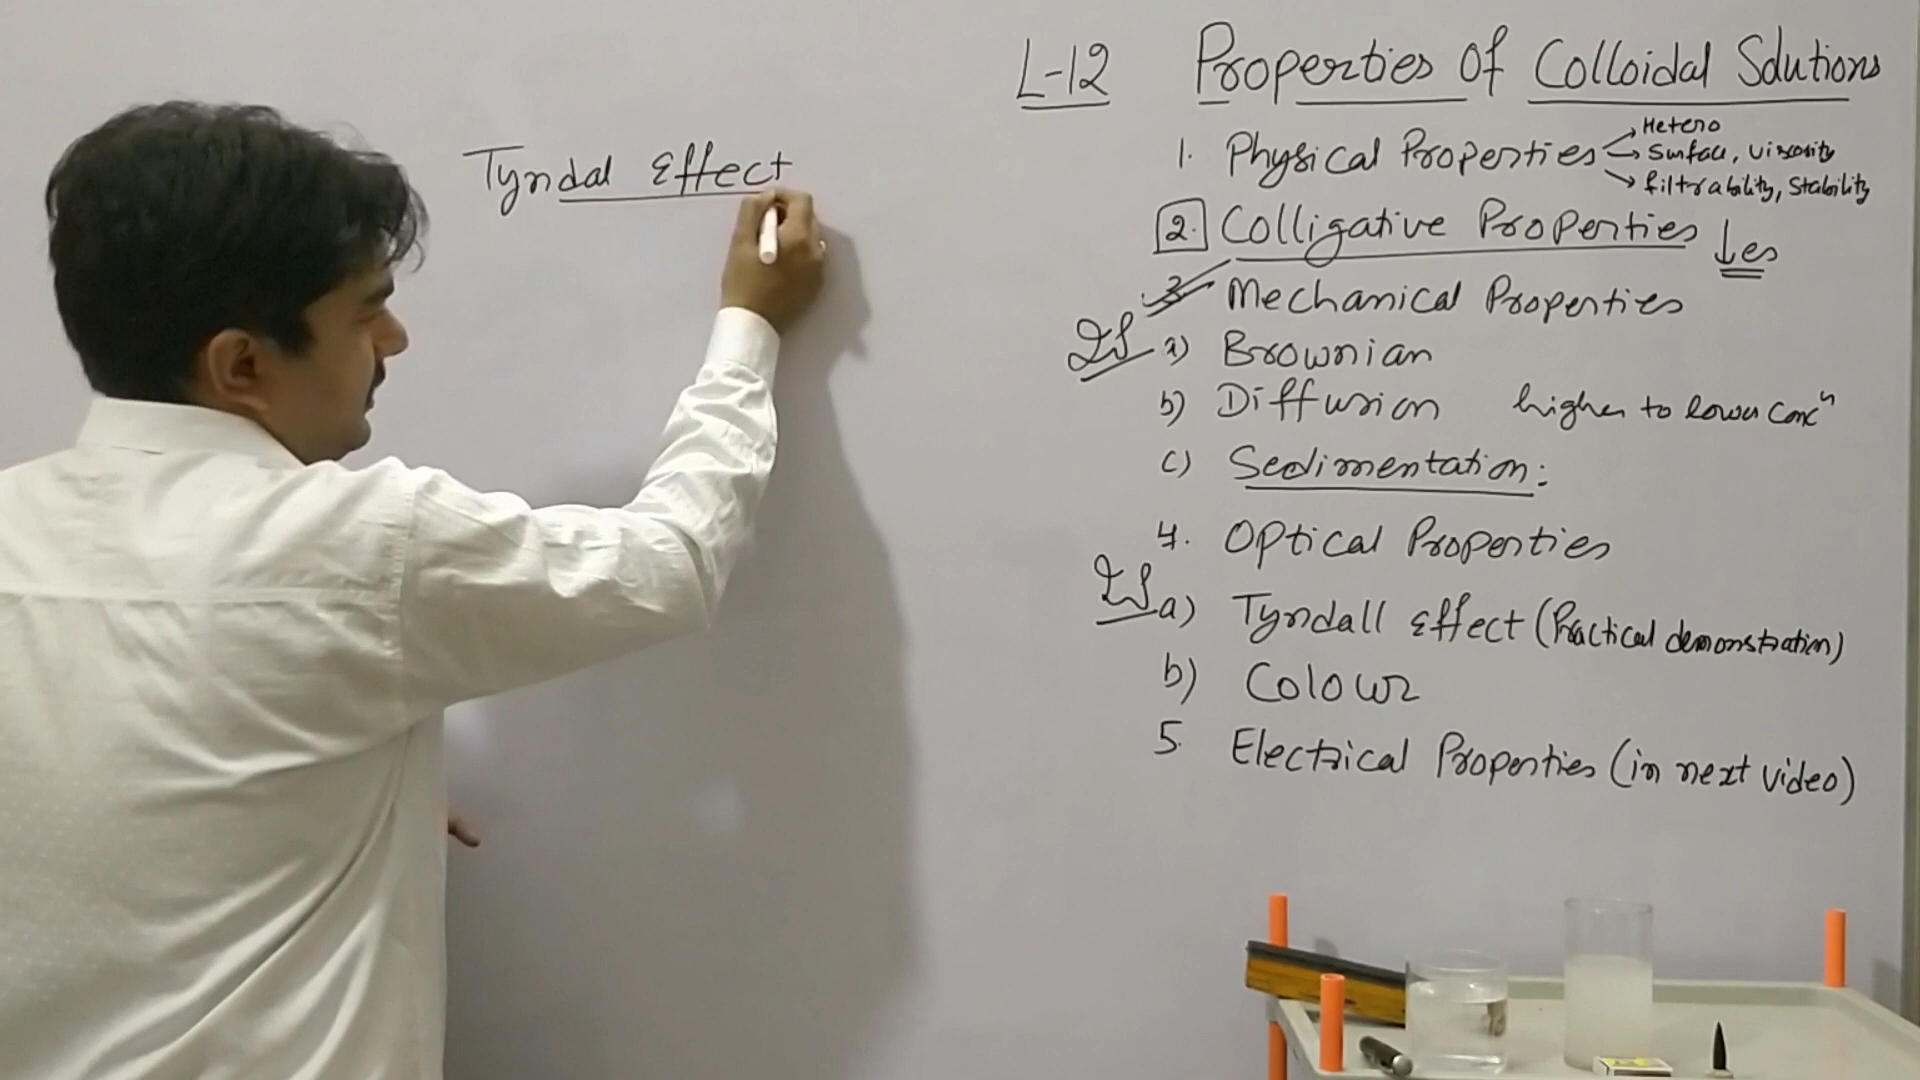 Tyndal Effect
L-12 Properties Of Colloidal Solutions
1. Physical Properties
Hetero
Surface, viscosity
filtrability, Stability
2. Colligative Properties ↓es
3 Mechanical Properties
a) Brownian
b) Diffusion higher to lower concⁿ
c) Sedimentation:
4. Optical Properties
a) Tyndall Effect (Practical demonstration)
b) Colour
5. Electrical Properties (in next video)